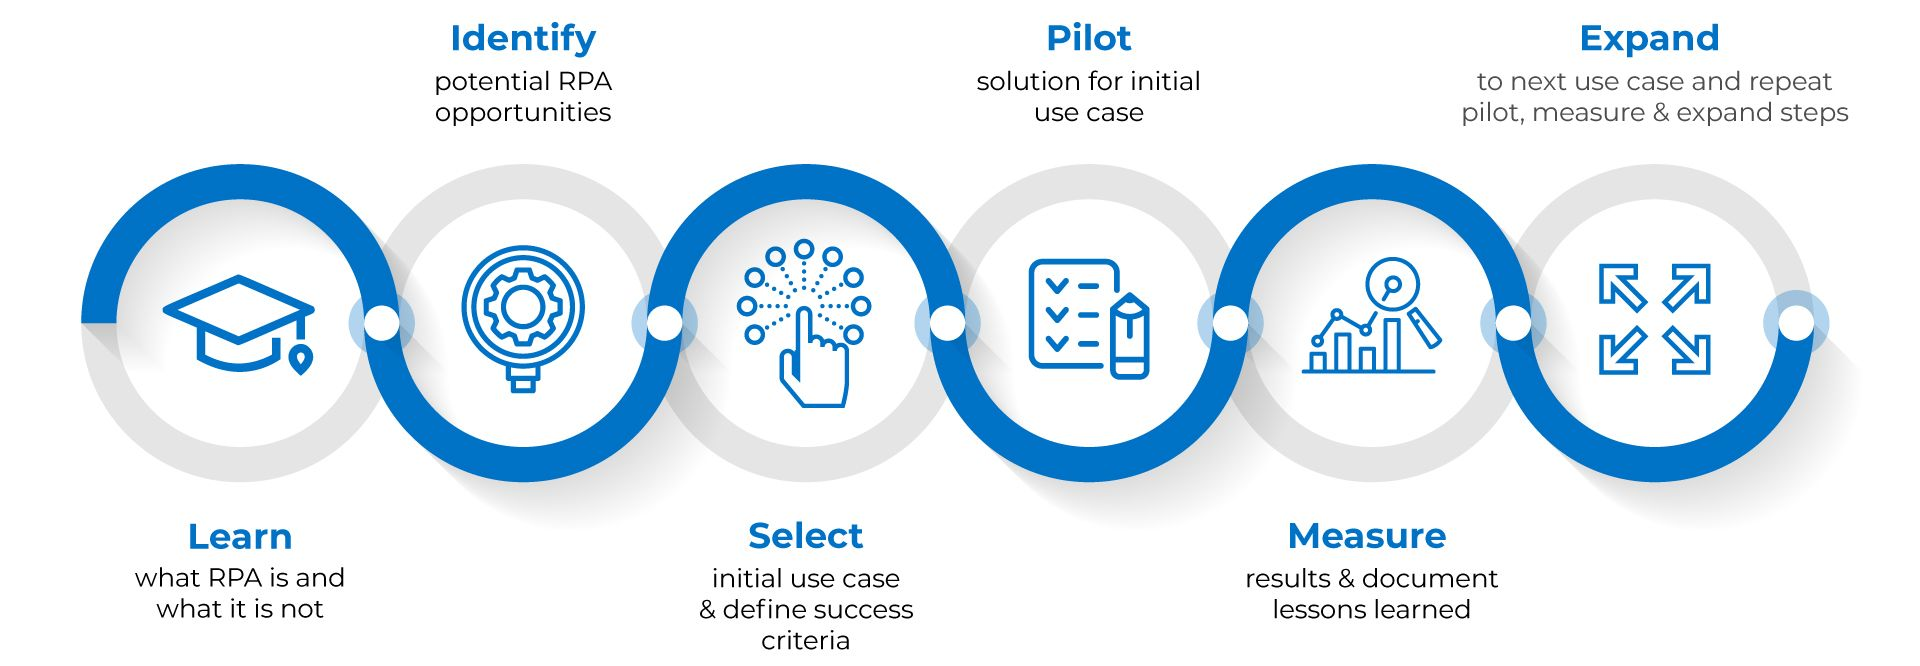 Learn
what RPA is and
what it is not
Identify
potential RPA
opportunities
Select
initial use case
& define success
criteria
Pilot
solution for initial
use case
Measure
results & document
lessons learned
Expand
to next use case and repeat
pilot, measure & expand steps